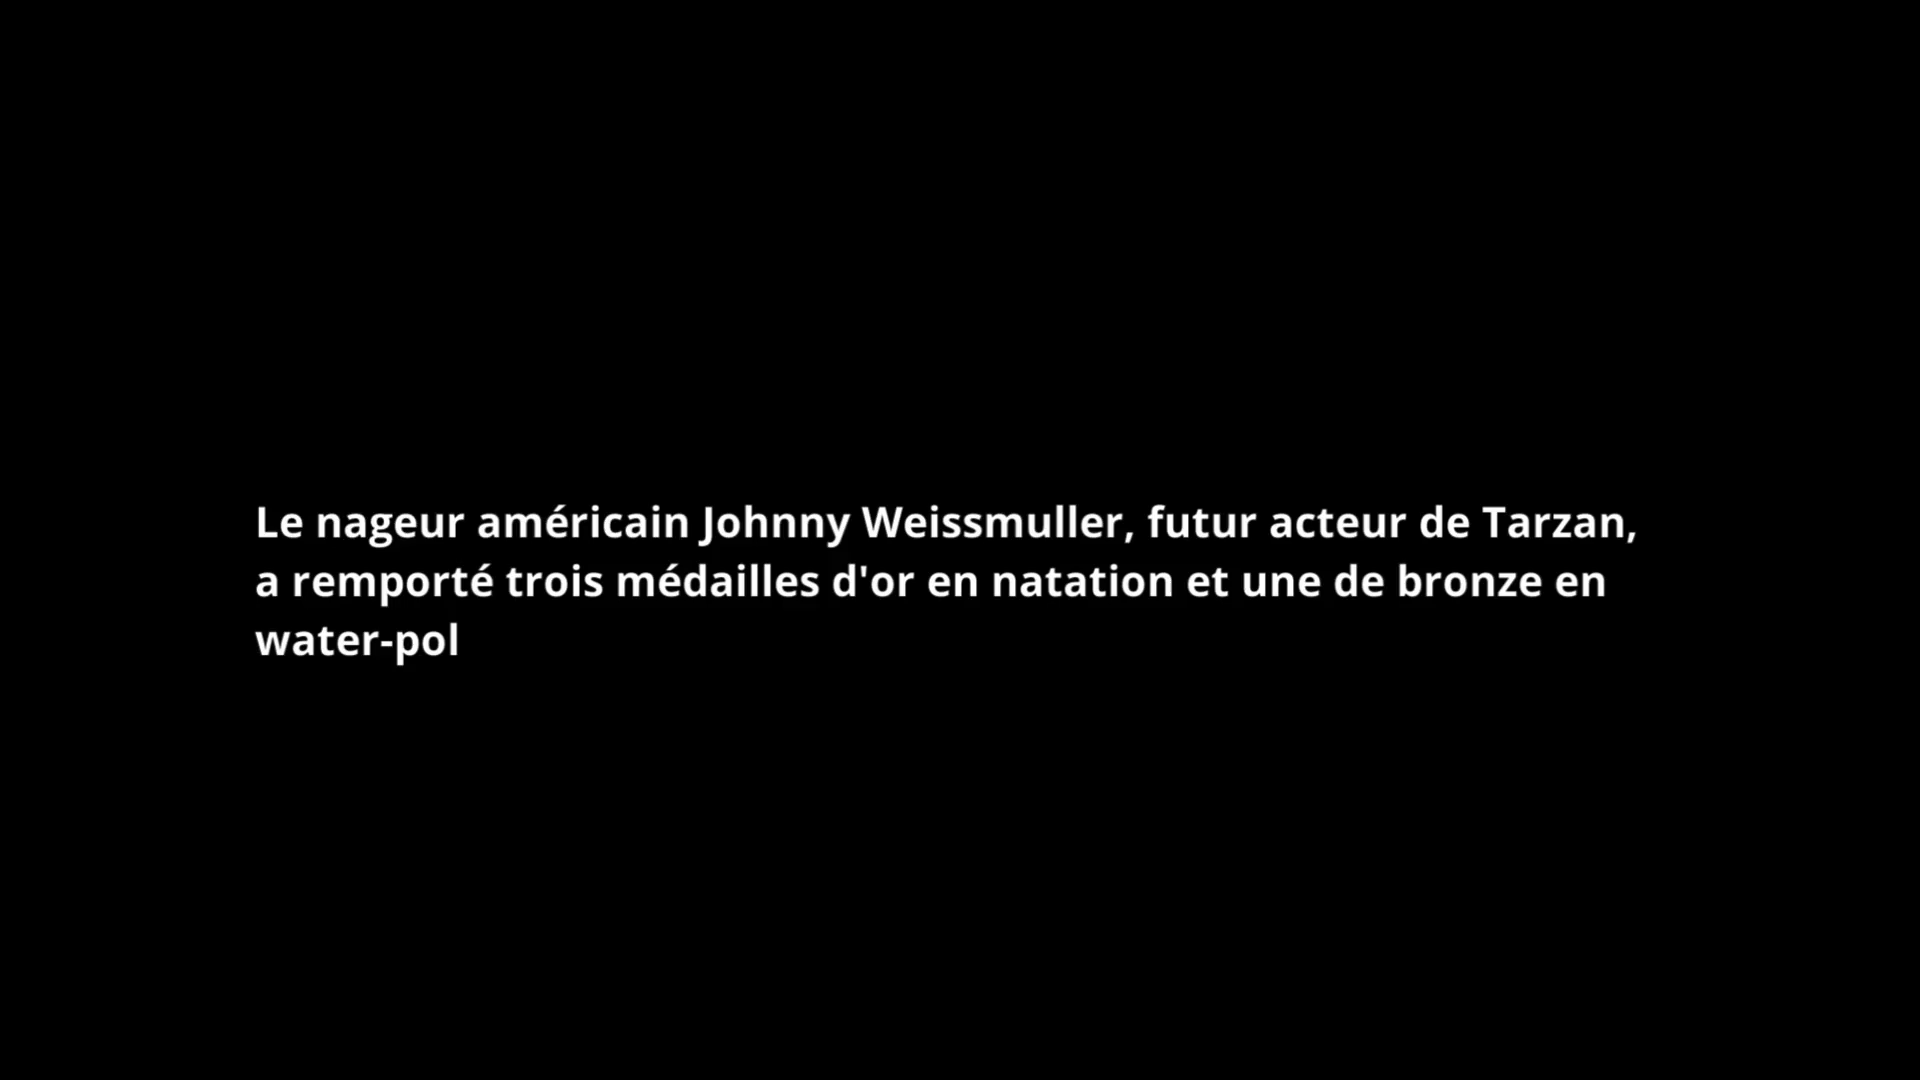 Le nageur américain Johnny Weissmuller, futur acteur de Tarzan,
a remporté trois médailles d'or en natation et une de bronze en
water-pol